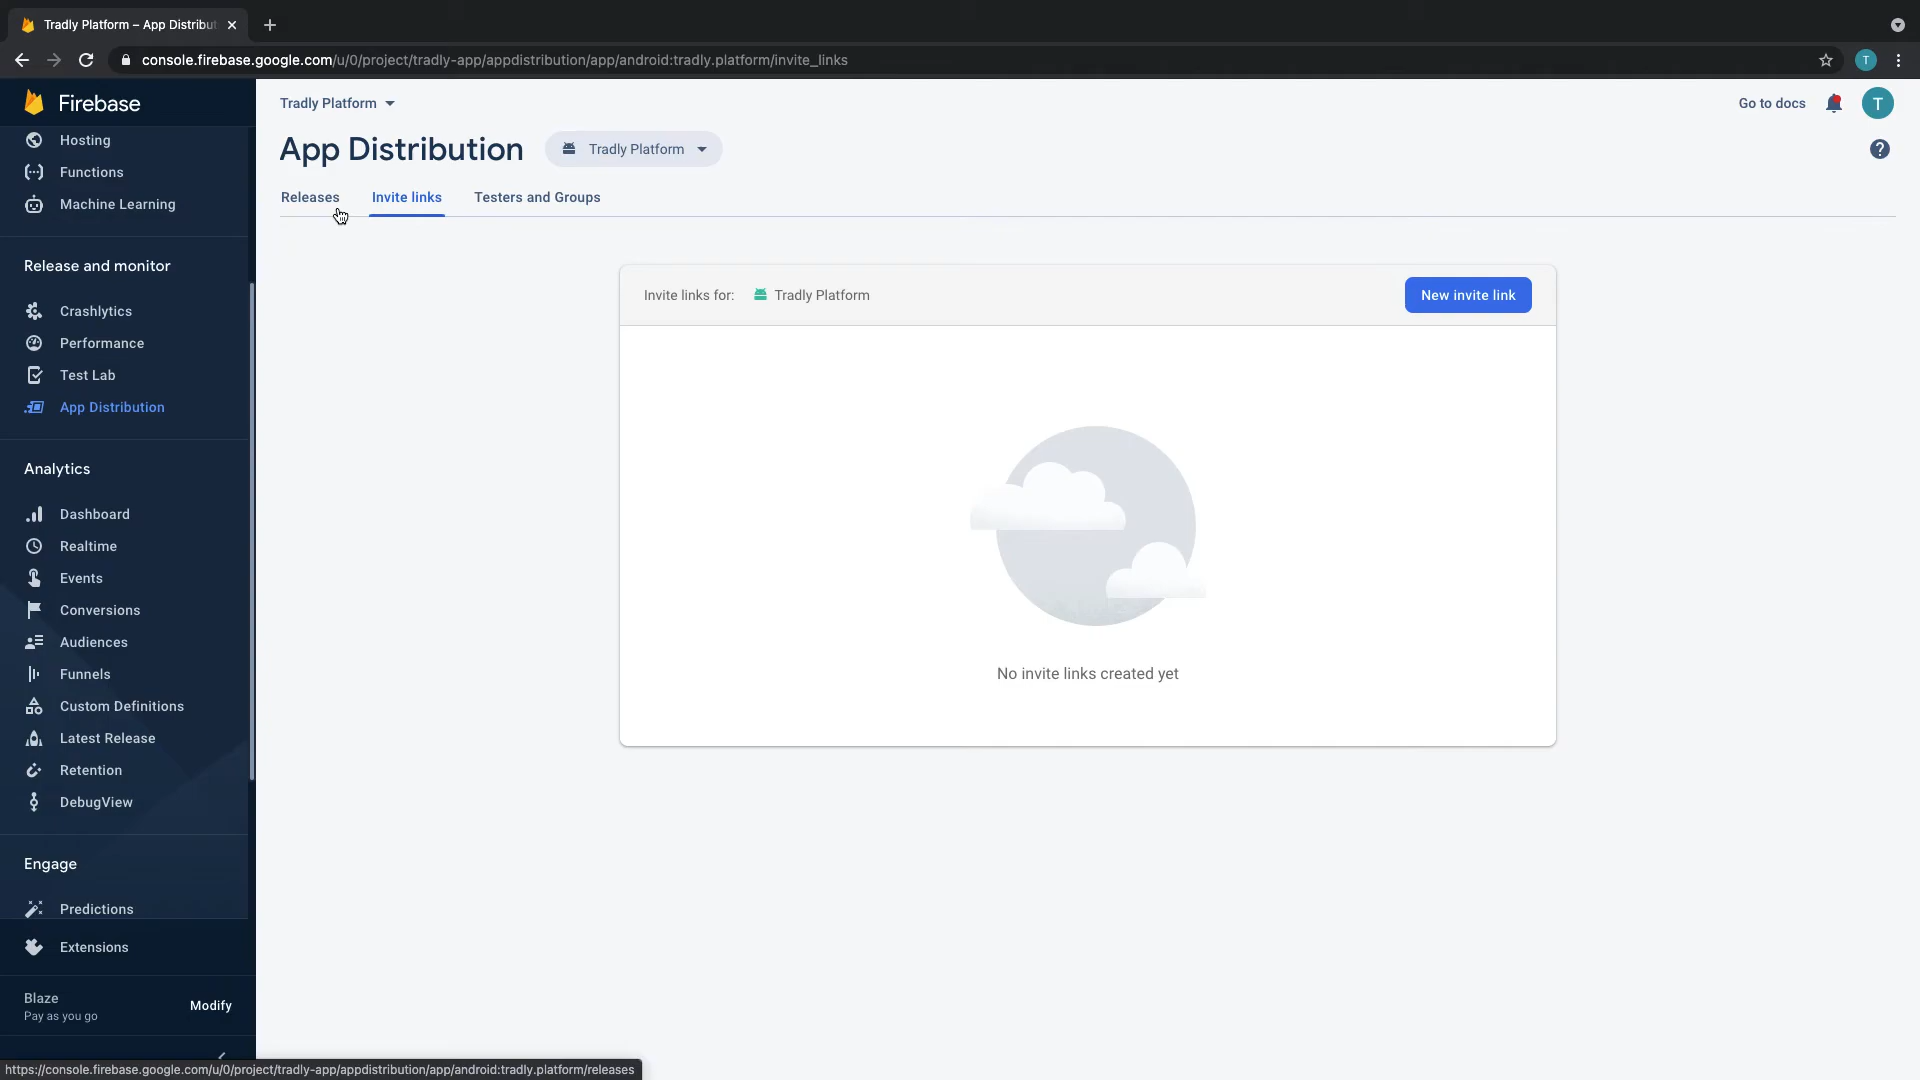 Tradly Platform – App Distribut
console.firebase.google.com/u/0/project/tradly-app/appdistribution/app/android:tradly.platform/invite_links
T
Firebase
Hosting
Functions
Machine Learning
Release and monitor
Crashlytics
Performance
Test Lab
App Distribution
Analytics
Dashboard
Realtime
Events
Conversions
Audiences
Funnels
Custom Definitions
Latest Release
Retention
DebugView
Engage
Predictions
Extensions
Blaze
Pay as you go
Modify
Tradly Platform
Go to docs
T
App Distribution
Tradly Platform
Releases
Invite links
Testers and Groups
Invite links for:
Tradly Platform
New invite link
No invite links created yet
https://console.firebase.google.com/u/0/project/tradly-app/appdistribution/app/android:tradly.platform/releases